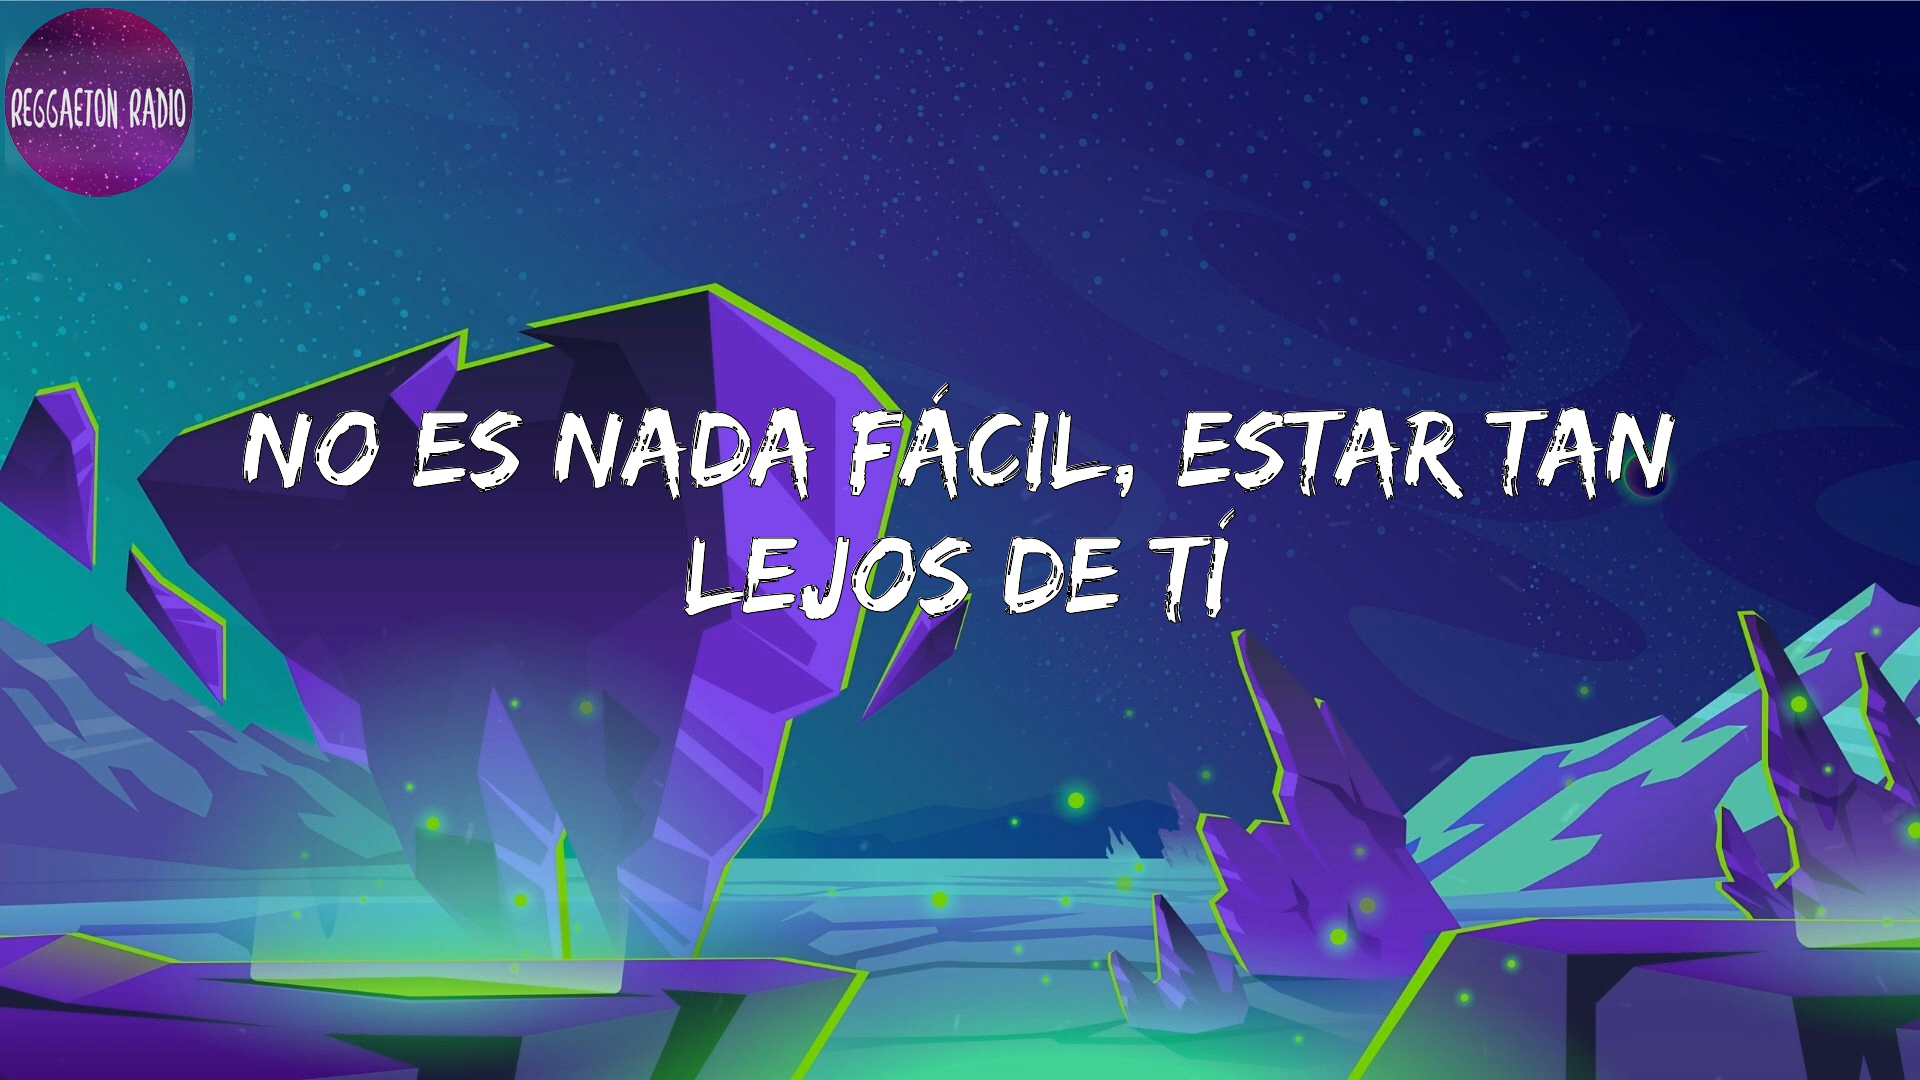 REGGAETON RADIO
NO ES NADA FÁCIL, ESTAR TAN
LEJOS DE TÍ